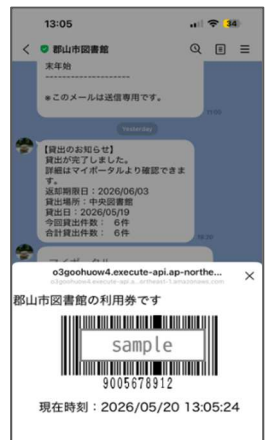 13:05
34
郡山市図書館
末年始
--------------------
※このメールは送信専用です。
Yesterday
【貸出のお知らせ】
貸出が完了しました。
詳細はマイポータルより確認できま
す。
返却期限日：2026/06/03
貸出場所：中央図書館
貸出日：2026/05/19
今回貸出件数： 6件
合計貸出件数： 6件
o3goohuow4.execute-api.ap-northe...
郡山市図書館の利用券です
sample
9005678912
現在時刻：2026/05/20 13:05:24